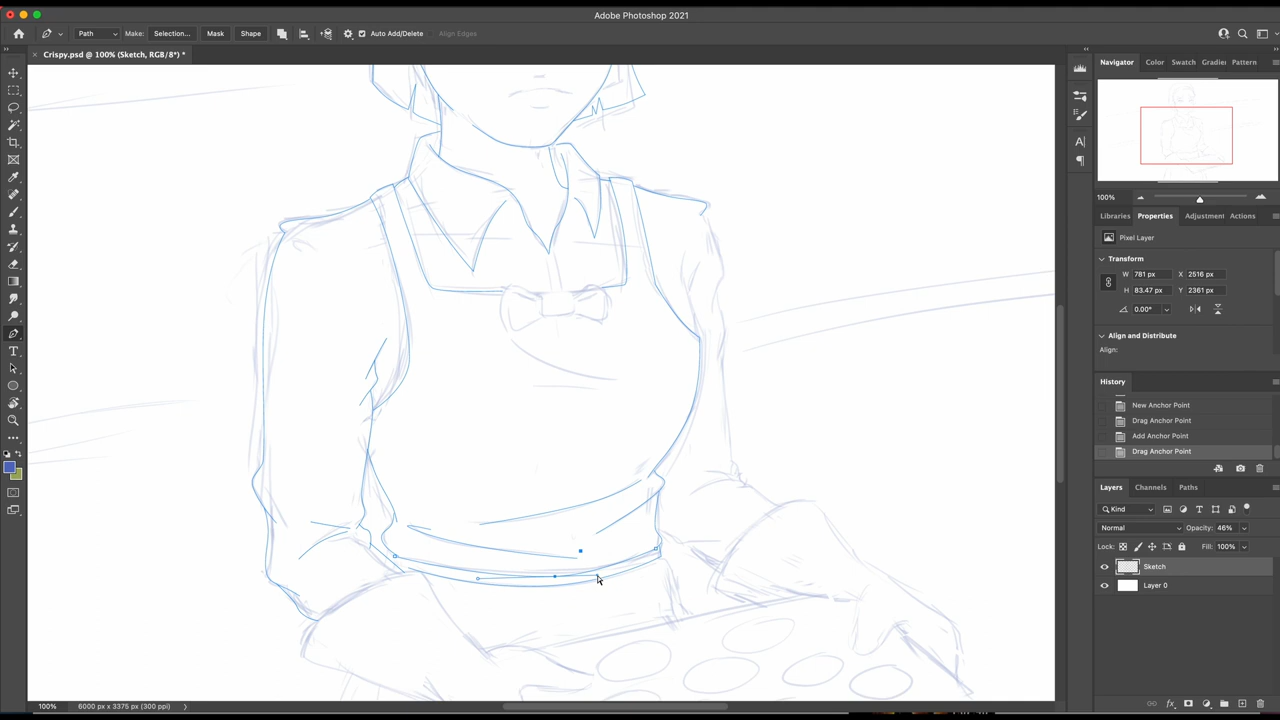 Adobe Photoshop 2021
Path Make: Selection... Mask Shape Auto Add/Delete Align Edges
Crispy.psd @ 100% (Sketch, RGB/8*) *
Navigator Color Swatch Gradie Pattern
100%
Libraries Properties Adjustment Actions
Pixel Layer
Transform
W 781 px X 2516 px
H 83.47 px Y 2361 px
0.00°
Align and Distribute
Align:
History
New Anchor Point
Drag Anchor Point
Add Anchor Point
Drag Anchor Point
Layers Channels Paths
Kind
Normal Opacity: 46%
Lock: Fill: 100%
Sketch
Layer 0
100% 6000 px x 3375 px (300 ppi)